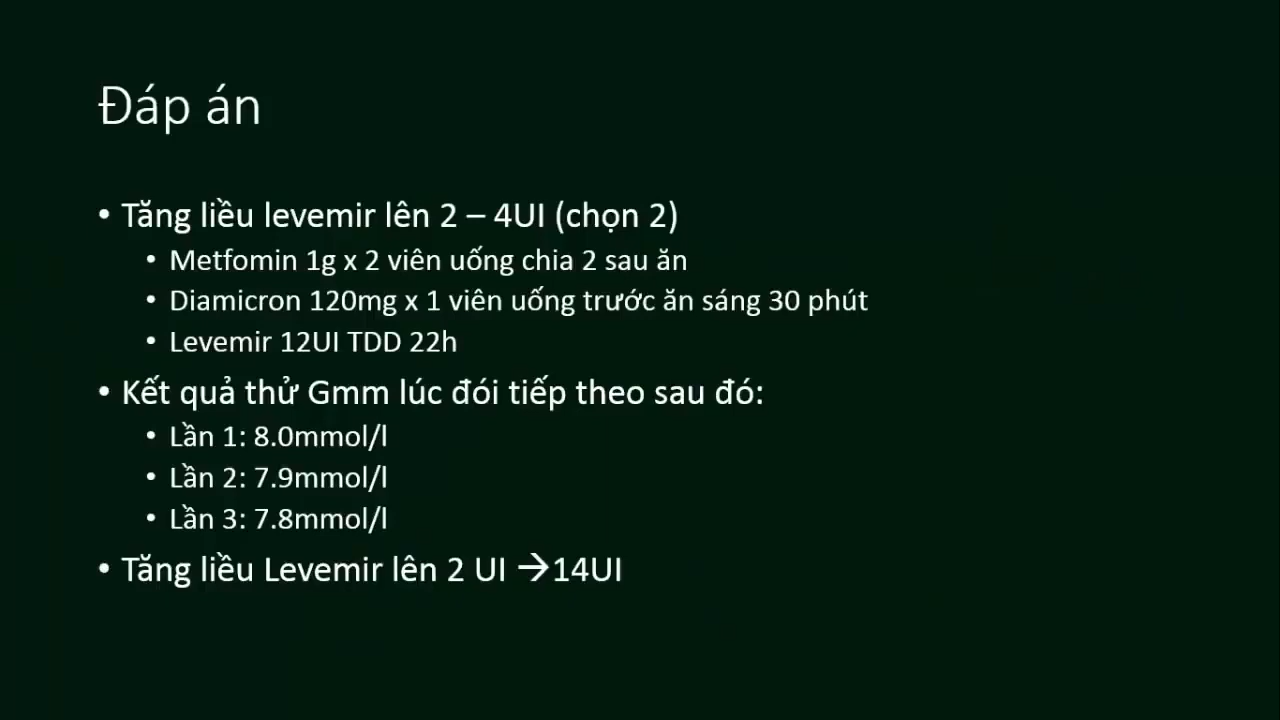 Đáp án
• Tăng liều levemir lên 2 – 4UI (chọn 2)
• Metfomin 1g x 2 viên uống chia 2 sau ăn
• Diamicron 120mg x 1 viên uống trước ăn sáng 30 phút
• Levemir 12UI TDD 22h
• Kết quả thử Gmm lúc đói tiếp theo sau đó:
• Lần 1: 8.0mmol/l
• Lần 2: 7.9mmol/l
• Lần 3: 7.8mmol/l
• Tăng liều Levemir lên 2 UI →14UI